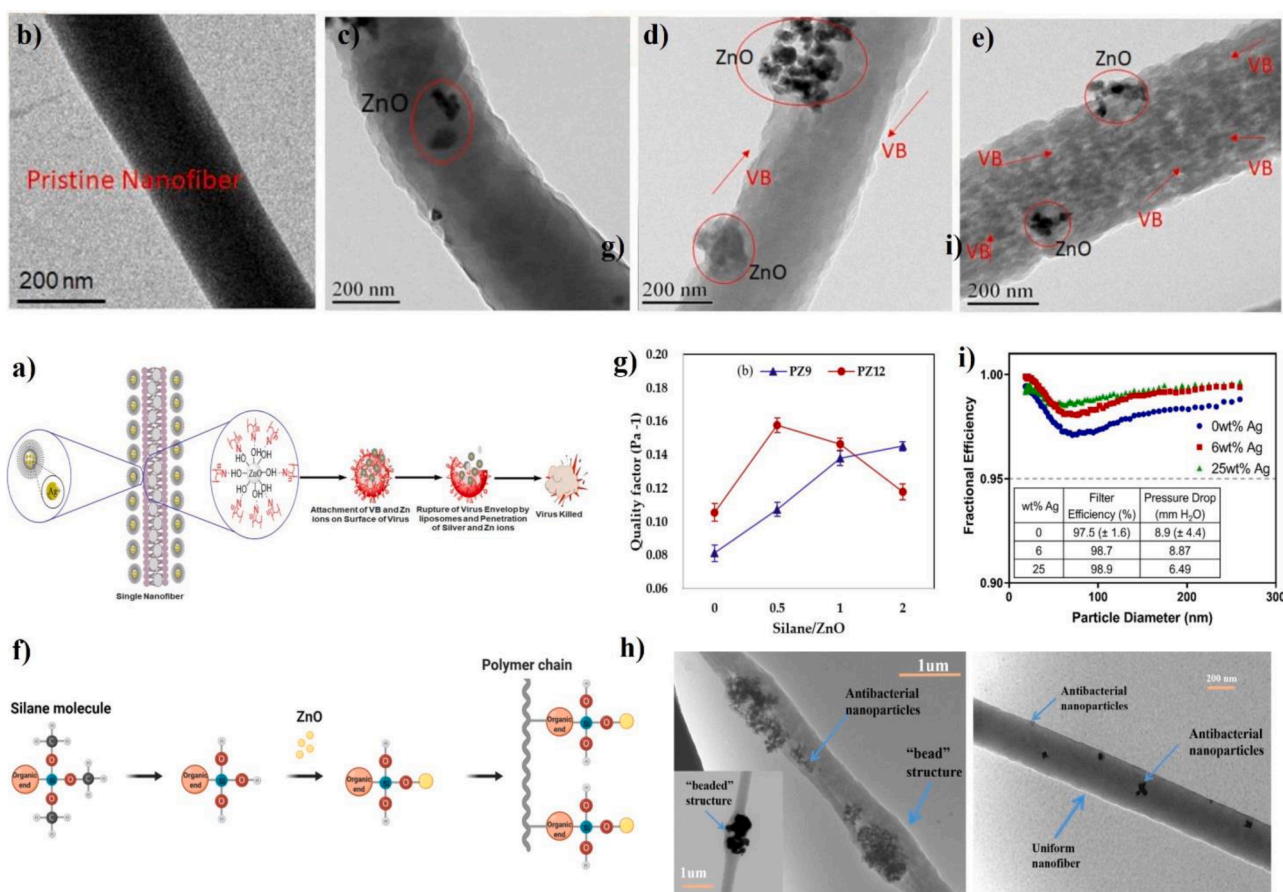 b)
Pristine Nanofiber
200 nm
c)
ZnO
g)
200 nm
d)
ZnO
VB
VB
ZnO
200 nm
e)
ZnO
VB
VB
VB
VB
VB
ZnO
i)
200 nm
a)
Ag
HO
OH
ZnO
N
Single Nanofiber
Attachment of VB and Zn
ions on Surface of Virus
Rupture of Virus Envelop by
liposomes and Penetration
of Silver and Zn ions
Virus Killed
g)
(b)
PZ9
PZ12
Quality factor (Pa -1)
0.20
0.18
0.16
0.14
0.12
0.10
0.08
0.06
0
0.5
1
2
Silane/ZnO
i)
Fractional Efficiency
1.00
0.95
0.90
0wt% Ag
6wt% Ag
25wt% Ag
wt% Ag
Filter
Efficiency (%)
Pressure Drop
(mm H₂O)
0
97.5 (± 1.6)
8.9 (± 4.4)
6
98.7
8.87
25
98.9
6.49
0
100
200
300
Particle Diameter (nm)
f)
Silane molecule
Organic
end
O
O
O
C
C
C
H
Organic
end
O
O
O
H
ZnO
Organic
end
O
O
O
H
Polymer chain
Organic
end
O
O
O
H
Organic
end
O
O
O
H
h)
1um
Antibacterial
nanoparticles
"bead"
structure
"beaded"
structure
1um
200 nm
Antibacterial
nanoparticles
Antibacterial
nanoparticles
Uniform
nanofiber